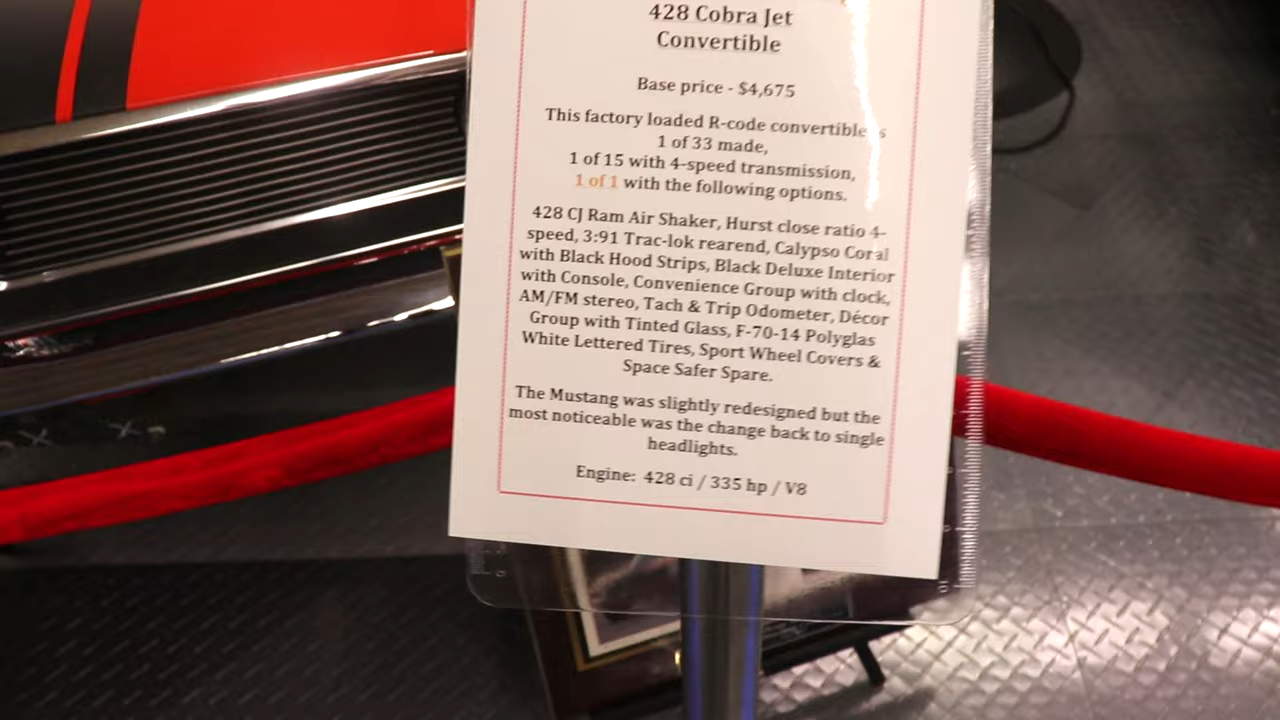 428 Cobra Jet
Convertible
Base price - $4,675
This factory loaded R-code convertible is
1 of 33 made,
1 of 15 with 4-speed transmission,
1 of 1 with the following options.
428 CJ Ram Air Shaker, Hurst close ratio 4-
speed, 3:91 Trac-lok rearend, Calypso Coral
with Black Hood Strips, Black Deluxe Interior
with Console, Convenience Group with clock,
AM/FM stereo, Tach & Trip Odometer, Décor
Group with Tinted Glass, F-70-14 Polyglas
White Lettered Tires, Sport Wheel Covers &
Space Safer Spare.
The Mustang was slightly redesigned but the
most noticeable was the change back to single
headlights.
Engine: 428 ci / 335 hp / V8